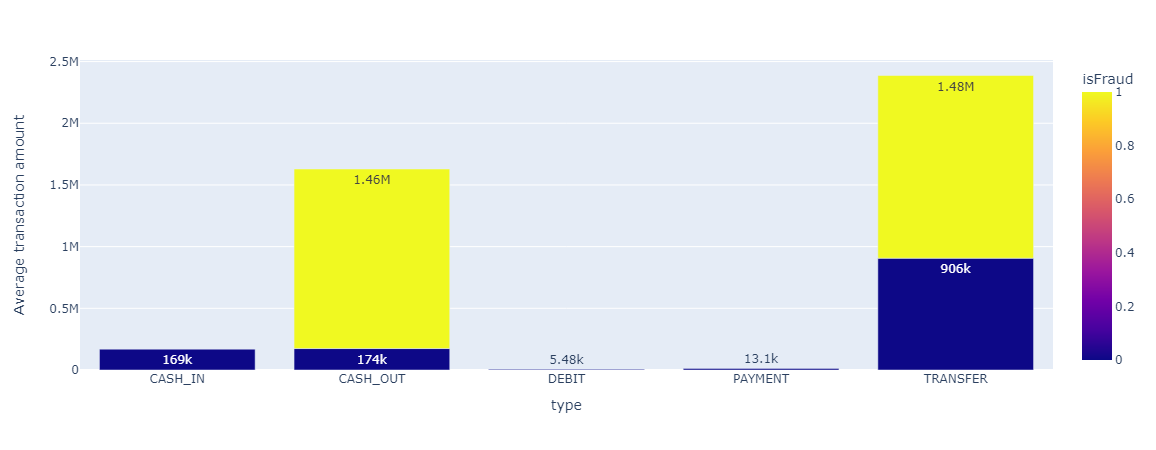 Average transaction amount
2.5M
2M
1.5M
1M
0.5M
0
169k
1.46M
174k
5.48k
13.1k
1.48M
906k
CASH_IN
CASH_OUT
DEBIT
PAYMENT
TRANSFER
type
isFraud
1
0.8
0.6
0.4
0.2
0